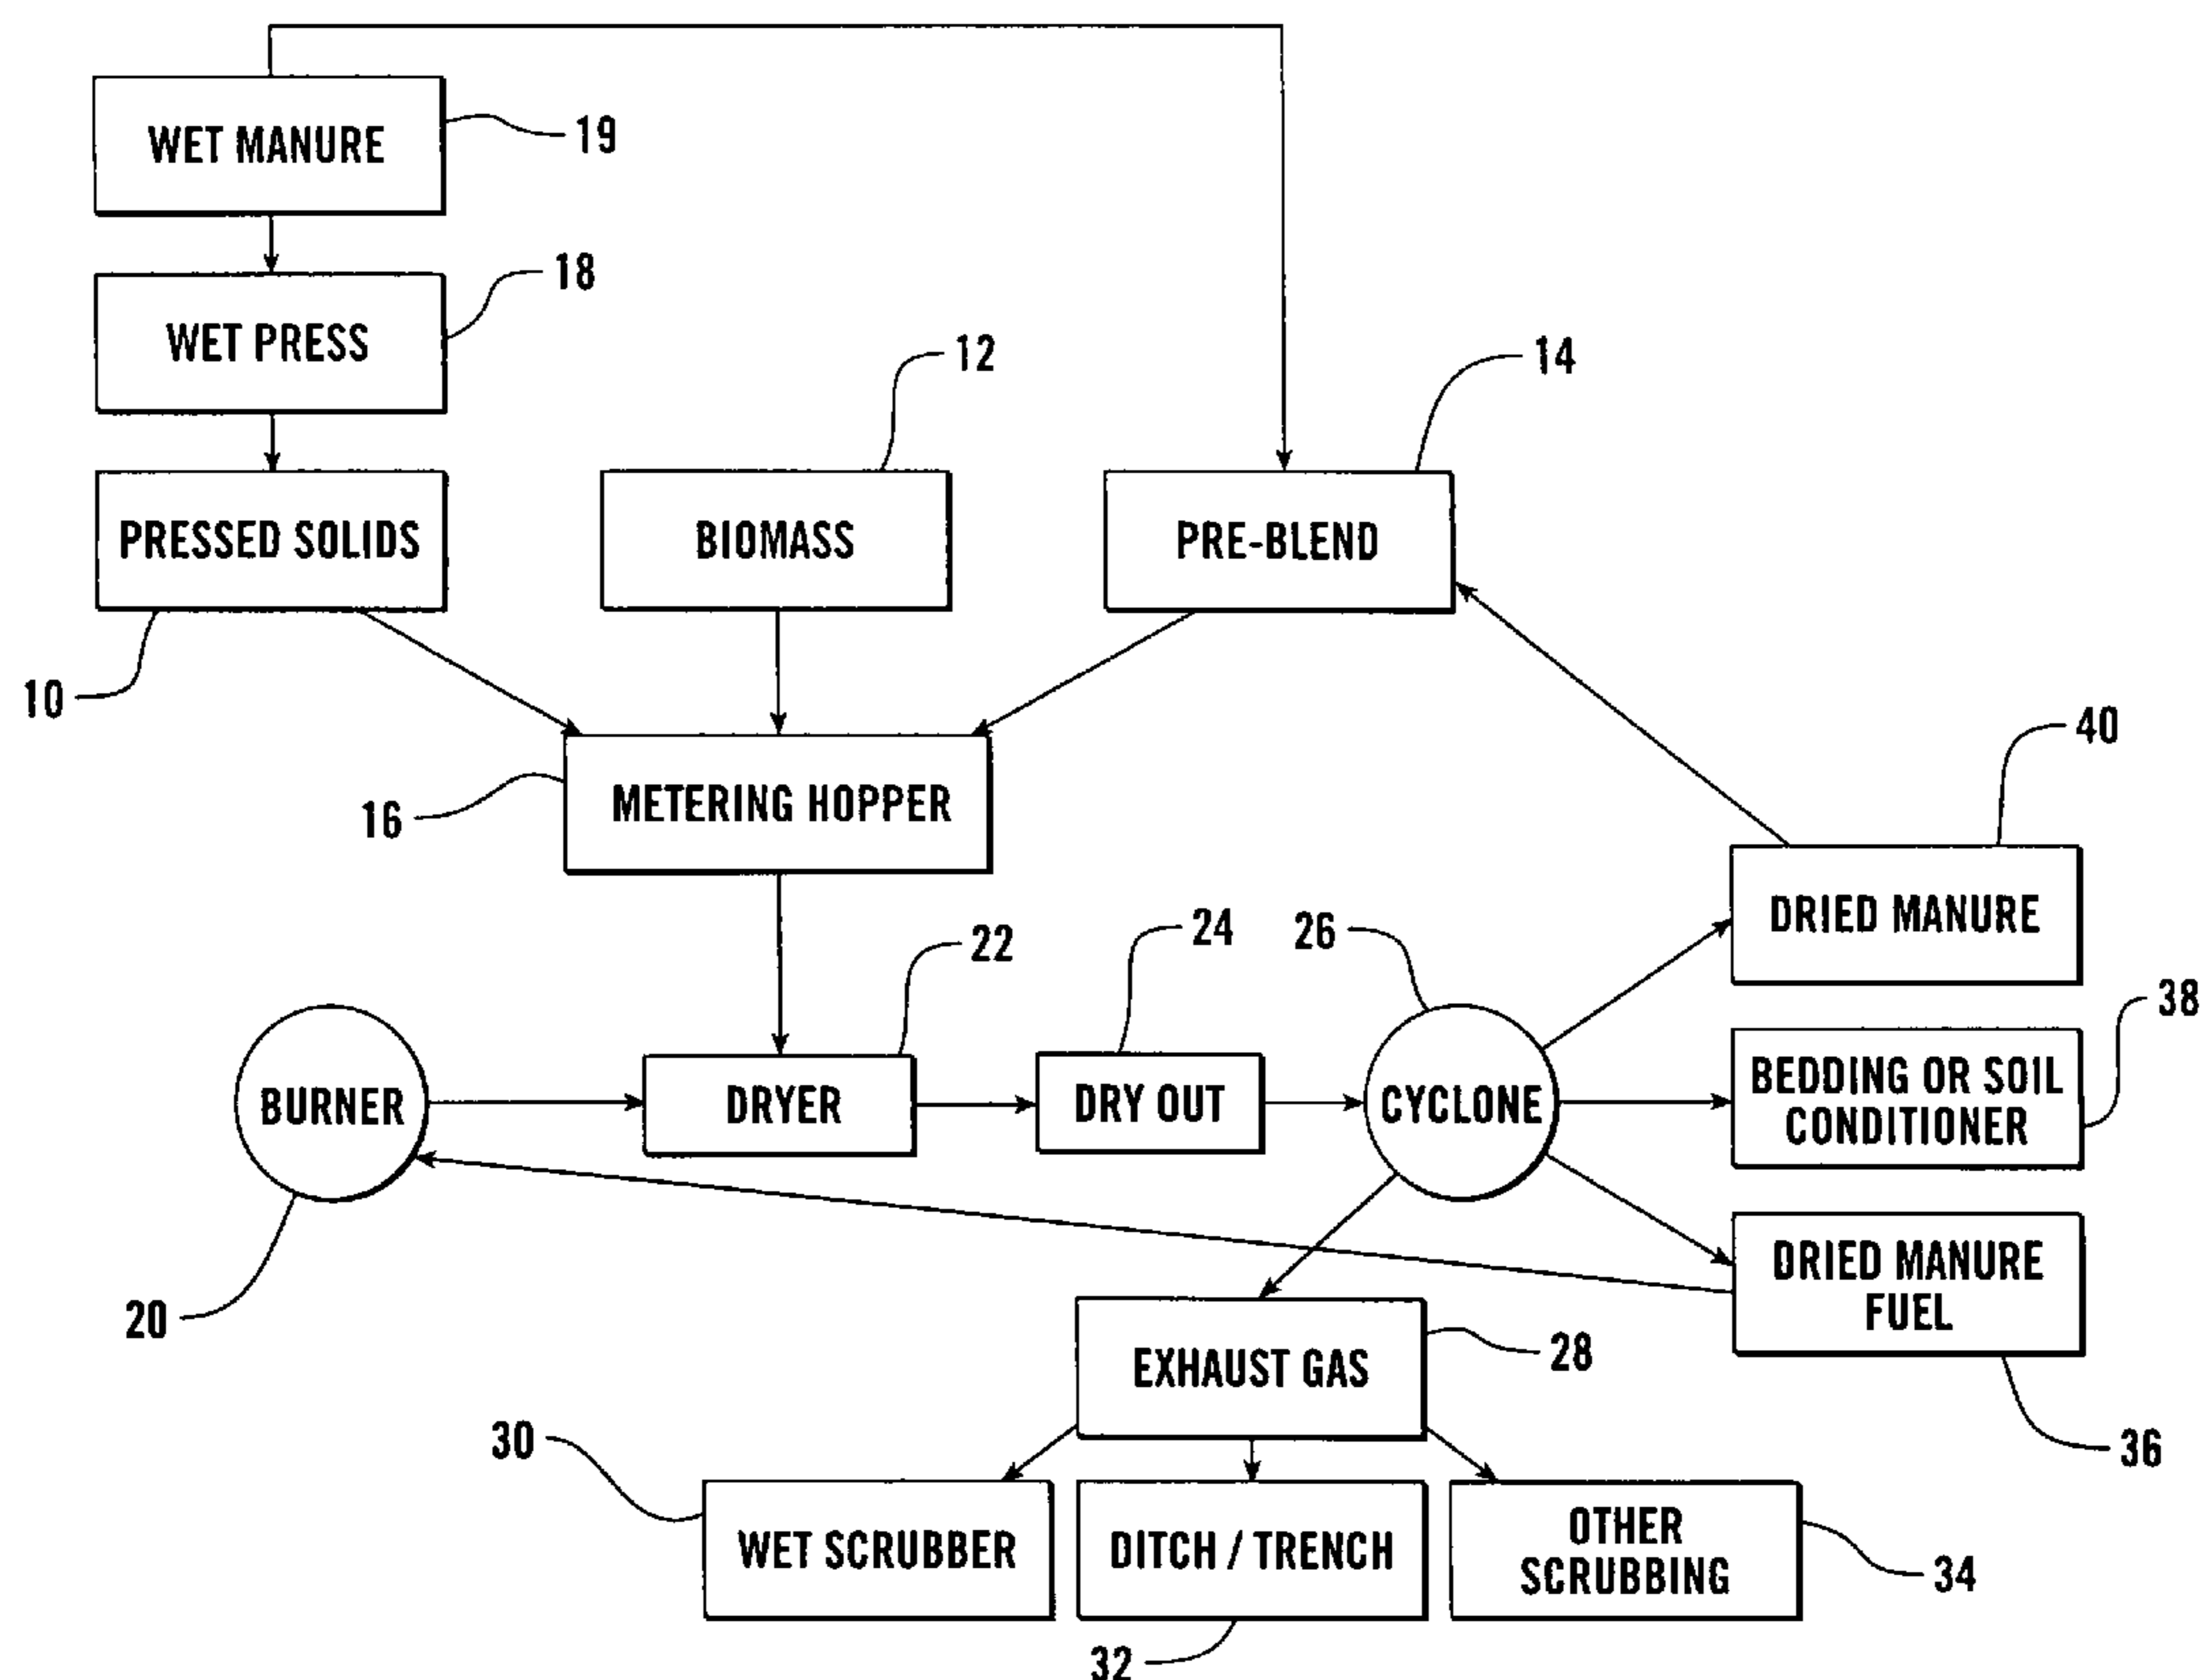 WET MANURE
19
WET PRESS
18
12
14
PRESSED SOLIDS
BIOMASS
PRE-BLEND
10
40
METERING HOPPER
16
DRIED MANURE
22
24
26
38
BURNER
DRYER
DRY OUT
CYCLONE
BEDDING OR SOIL
CONDITIONER
20
DRIED MANURE
FUEL
EXHAUST GAS
28
30
36
WET SCRUBBER
DITCH / TRENCH
OTHER
SCRUBBING
34
32